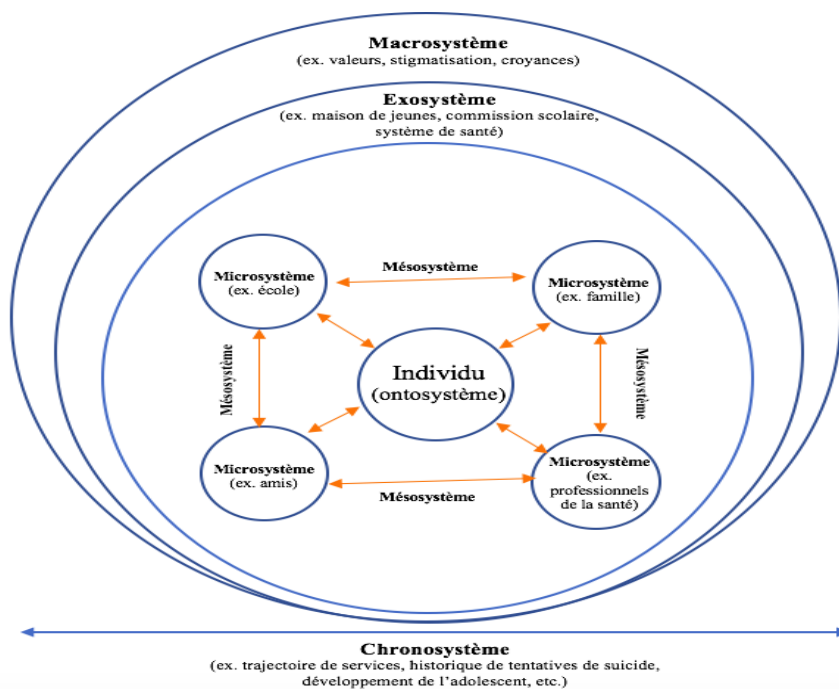 Macrosystème
(ex. valeurs, stigmatisation, croyances)
Exosystème
(ex. maison de jeunes, commission scolaire,
système de santé)
Microsystème
(ex. école)
Mésosystème
Microsystème
(ex. famille)
Mésosystème
Individu
(ontosystème)
Mésosystème
Microsystème
(ex. amis)
Mésosystème
Microsystème
(ex.
professionnels
de la santé)
Chronosystème
(ex. trajectoire de services, historique de tentatives de suicide,
développement de l’adolescent, etc.)